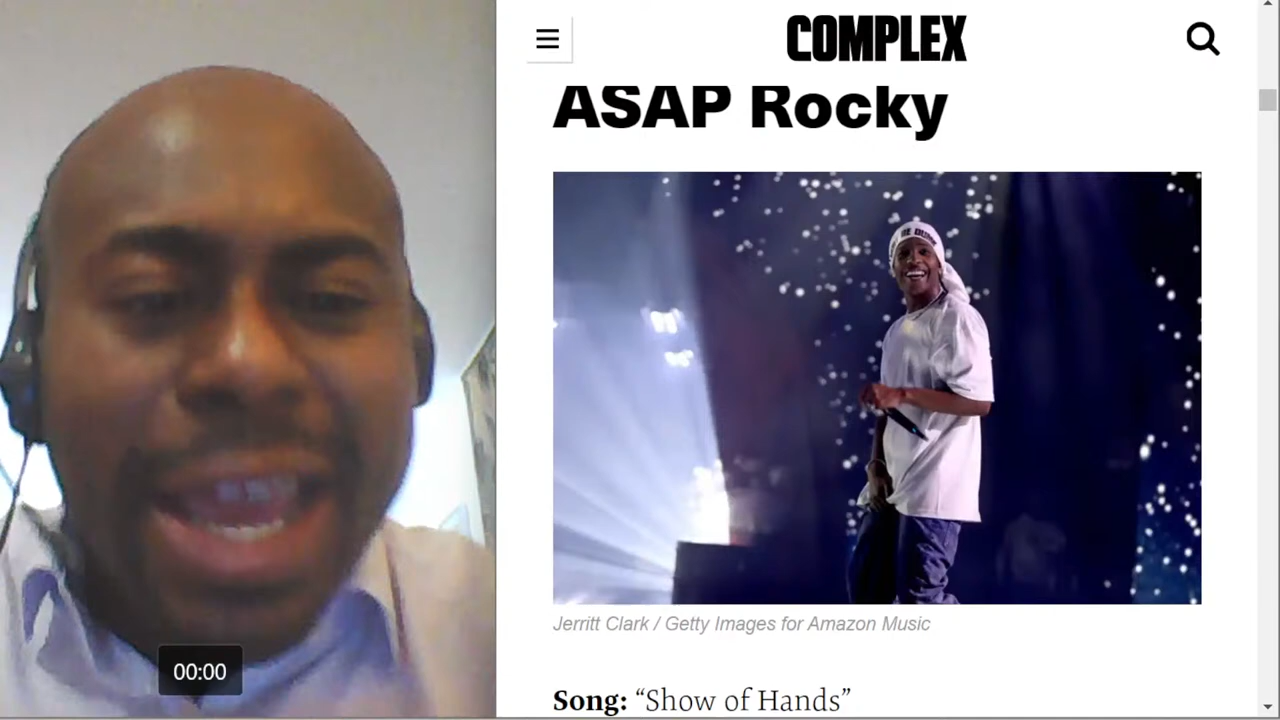 COMPLEX
ASAP Rocky
Jerritt Clark / Getty Images for Amazon Music
00:00
Song: “Show of Hands”